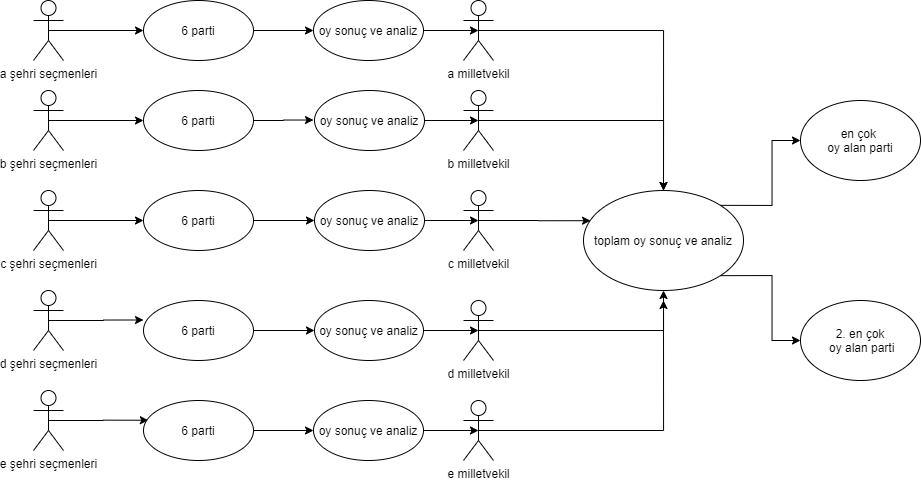 6 parti
oy sonuç ve analiz
a şehri seçmenleri
a milletvekil
6 parti
oy sonuç ve analiz
b şehri seçmenleri
b milletvekil
en çok
oy alan parti
6 parti
oy sonuç ve analiz
c şehri seçmenleri
c milletvekil
toplam oy sonuç ve analiz
6 parti
oy sonuç ve analiz
d şehri seçmenleri
d milletvekil
2. en çok
oy alan parti
6 parti
oy sonuç ve analiz
e şehri seçmenleri
e milletvekil